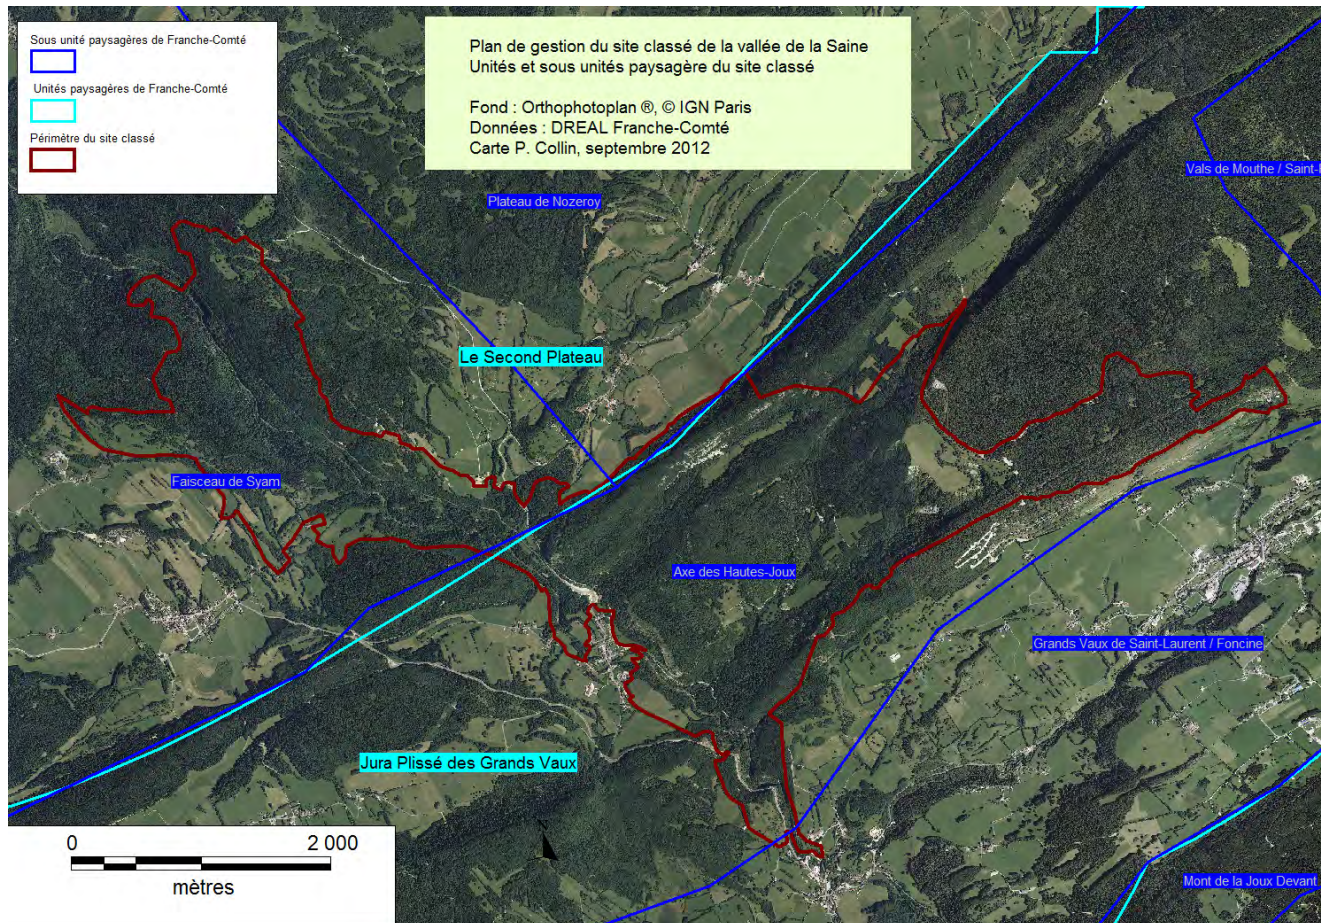 Sous unité paysagères de Franche-Comté
Unités paysagères de Franche-Comté
Périmètre du site classé
Plan de gestion du site classé de la vallée de la Saine
Unités et sous unités paysagère du site classé
Fond : Orthophotoplan ®, © IGN Paris
Données : DREAL Franche-Comté
Carte P. Collin, septembre 2012
Vals de Mouthe / Saint-
Plateau de Nozeroy
Le Second Plateau
Faisceau de Syam
Axe des Hautes-Joux
Grands Vaux de Saint-Laurent / Foncine
Jura Plissé des Grands Vaux
0 2 000
mètres
Mont de la Joux Devant